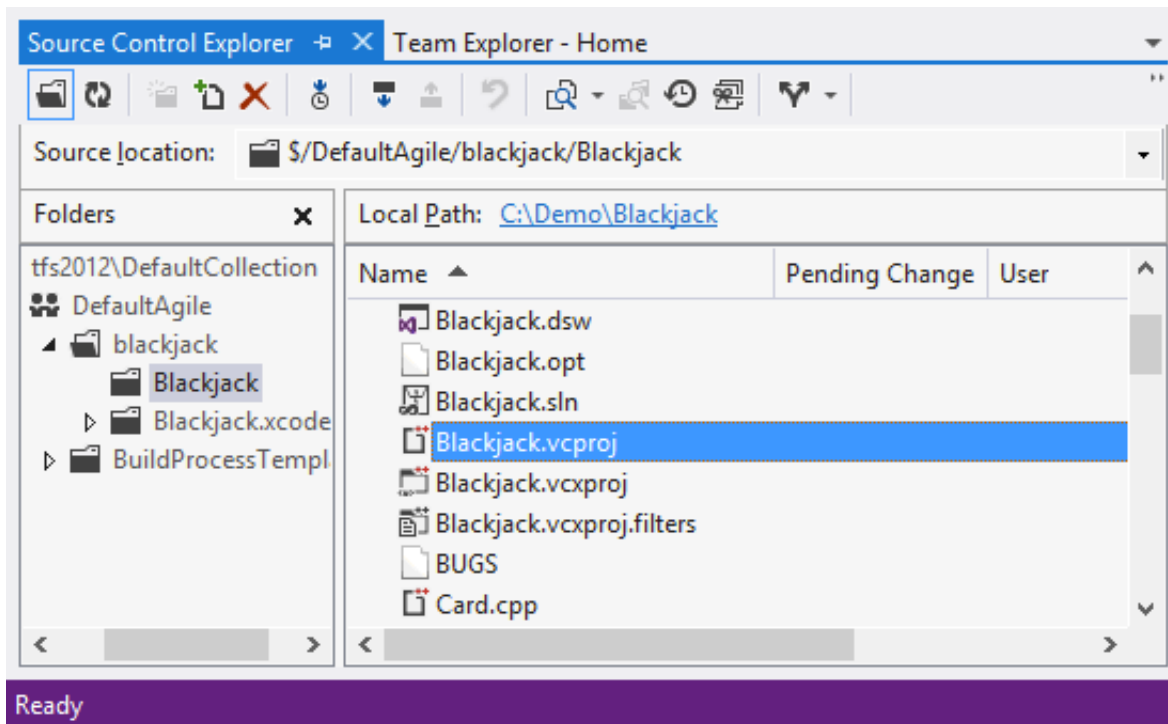 Source Control Explorer
Team Explorer - Home
Source location: $/DefaultAgile/blackjack/Blackjack
Folders
Local Path: C:\Demo\Blackjack
tfs2012\DefaultCollection
DefaultAgile
blackjack
Blackjack
Blackjack.xcode
BuildProcessTempl
Name Pending Change User
Blackjack.dsw
Blackjack.opt
Blackjack.sln
Blackjack.vcproj
Blackjack.vcxproj
Blackjack.vcxproj.filters
BUGS
Card.cpp
Ready